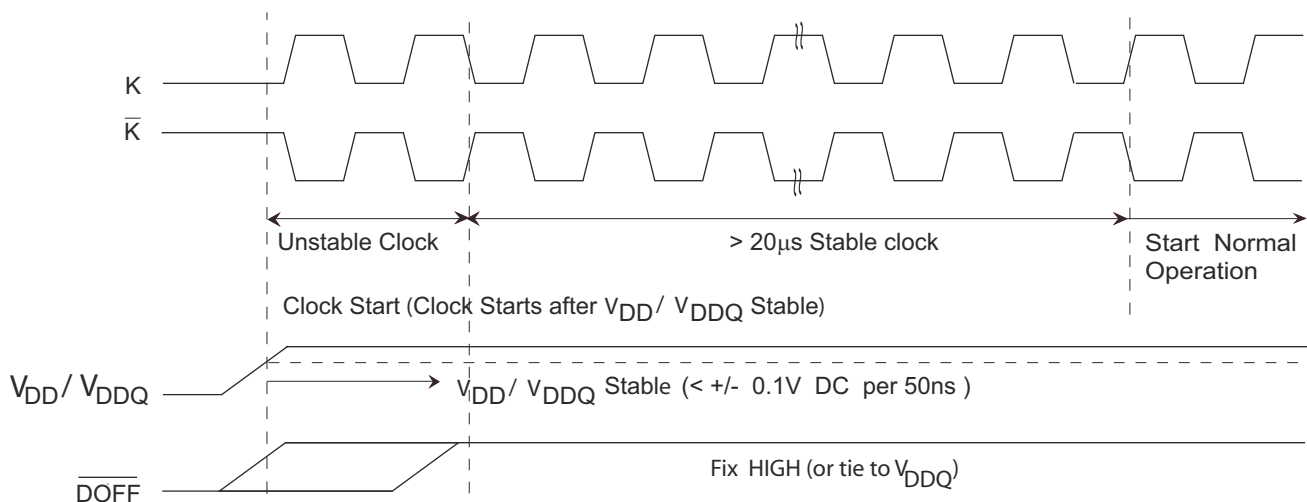 K
K̅
Unstable Clock
> 20μs Stable clock
Start Normal
Operation
Clock Start (Clock Starts after VDD/ VDDQ Stable)
VDD/ VDDQ
VDD/ VDDQ Stable (< +/- 0.1V DC per 50ns )
Fix HIGH (or tie to VDDQ)
DOFF